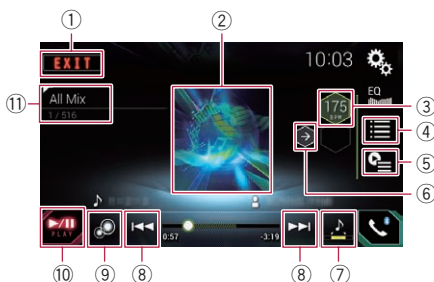 ① ②
EXIT
10:03
⑪ All Mix
1 / 516
EQ
175
BPM
③
④
⑤
⑥
0:57
-3:19
PLAY
⑩ ⑨ ⑧ ⑧ ⑦